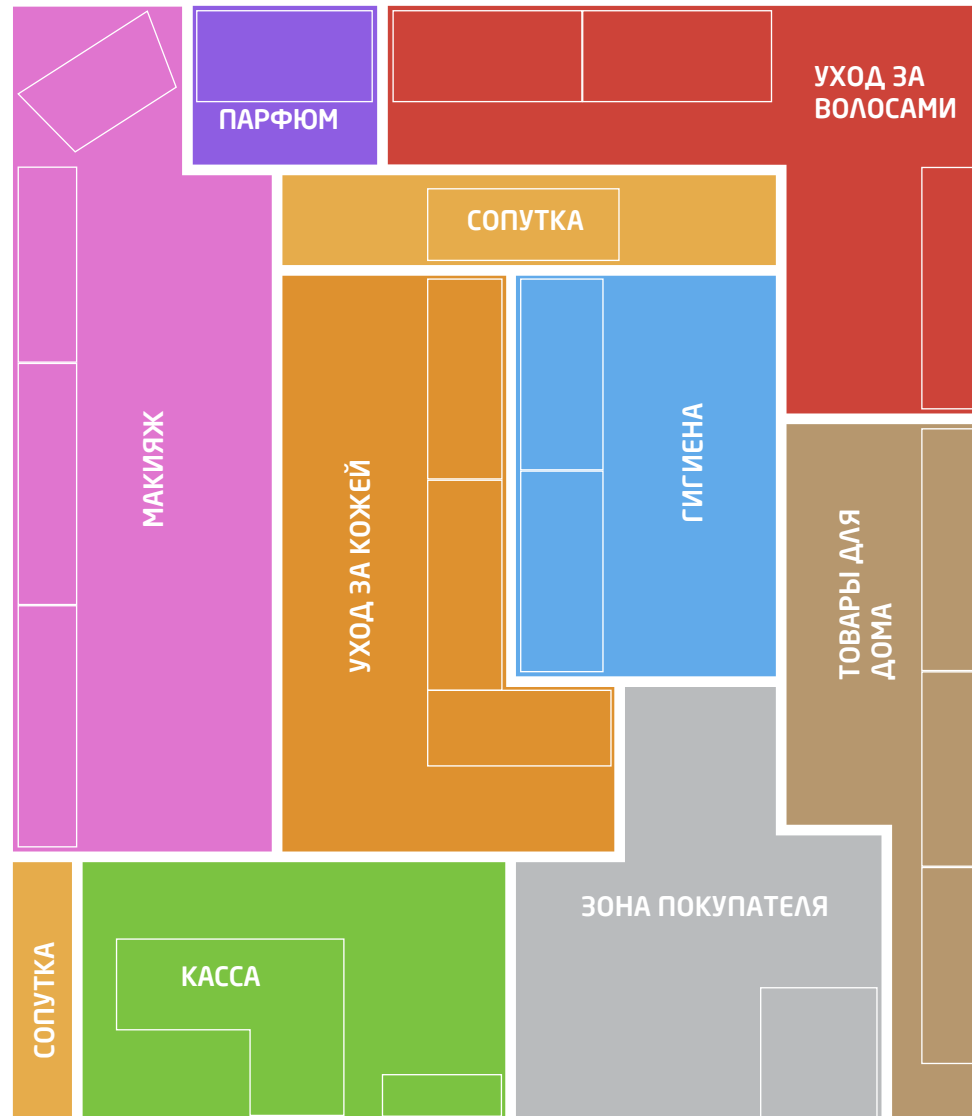 ПАРФЮМ
УХОД ЗА
ВОЛОСАМИ
СОПУТКА
МАКИЯЖ
УХОД ЗА КОЖЕЙ
ГИГИЕНА
ТОВАРЫ ДЛЯ
ДОМА
ЗОНА ПОКУПАТЕЛЯ
СОПУТКА
КАССА